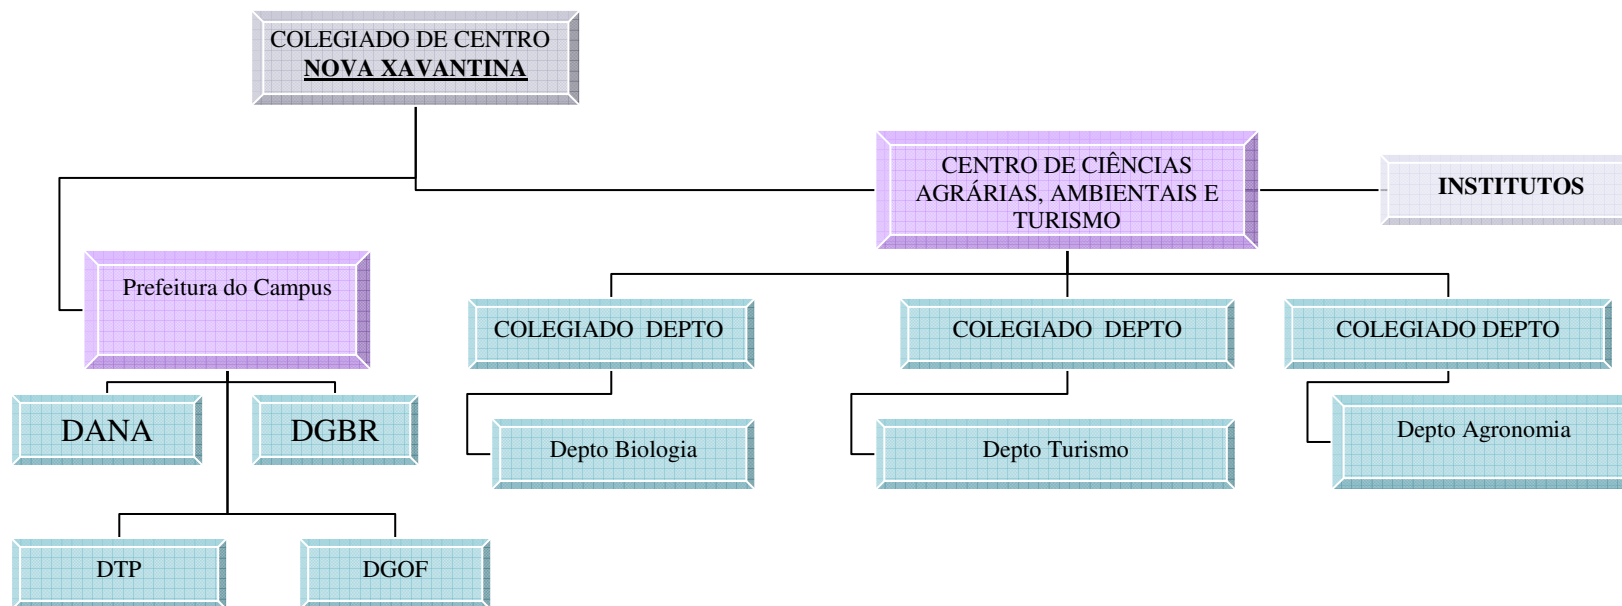 COLEGIADO DE CENTRO
NOVA XAVANTINA
CENTRO DE CIÊNCIAS
AGRÁRIAS, AMBIENTAIS E
TURISMO
INSTITUTOS
Prefeitura do Campus
COLEGIADO  DEPTO
COLEGIADO  DEPTO
COLEGIADO DEPTO
DANA
DGBR
Depto Biologia
Depto Turismo
Depto Agronomia
DTP
DGOF